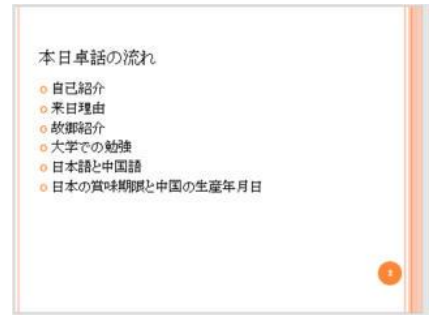 本日卓話の流れ
自己紹介
来日理由
故郷紹介
大学での勉強
日本語と中国語
日本の賞味期限と中国の生産年月日